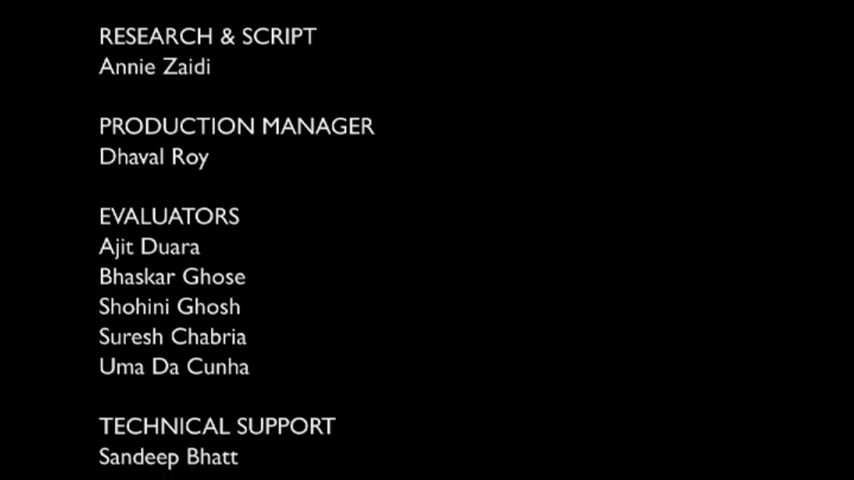 RESEARCH & SCRIPT
Annie Zaidi
PRODUCTION MANAGER
Dhaval Roy
EVALUATORS
Ajit Duara
Bhaskar Ghose
Shohini Ghosh
Suresh Chabria
Uma Da Cunha
TECHNICAL SUPPORT
Sandeep Bhatt